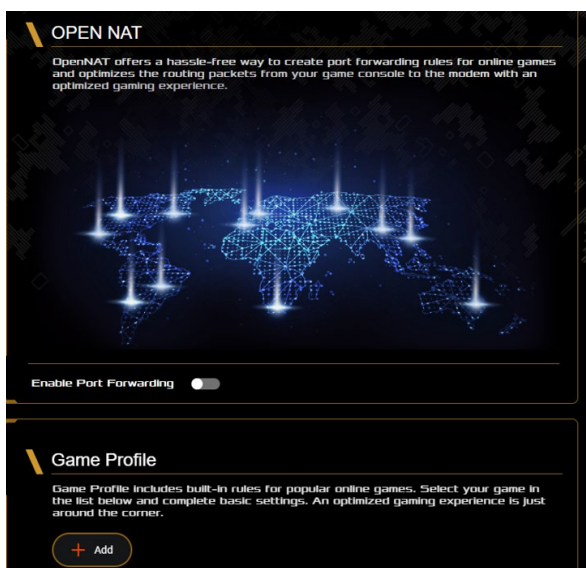 OPEN NAT
OpenNAT offers a hassle-free way to create port forwarding rules for online games
and optimizes the routing packets from your game console to the modem with an
optimized gaming experience.
Enable Port Forwarding
Game Profile
Game Profile includes built-in rules for popular online games. Select your game in
the list below and complete basic settings. An optimized gaming experience is just
around the corner.
+ Add